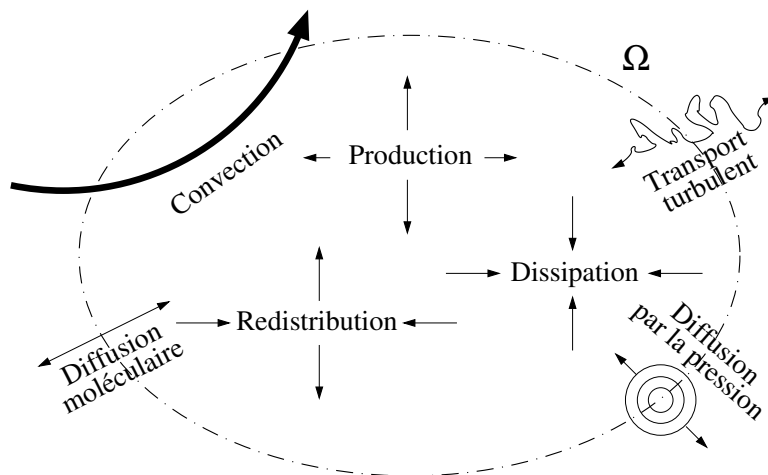 Ω
Convection
Production
Transport
turbulent
Dissipation
Redistribution
Diffusion
moléculaire
Diffusion
par la pression